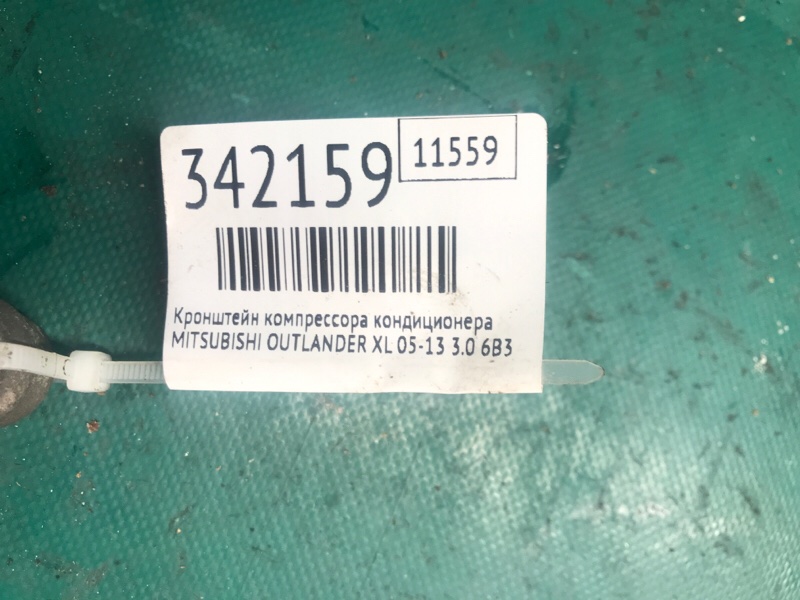 342159
11559
Кронштейн компрессора кондиционера
MITSUBISHI OUTLANDER XL 05-13 3.0 6B3